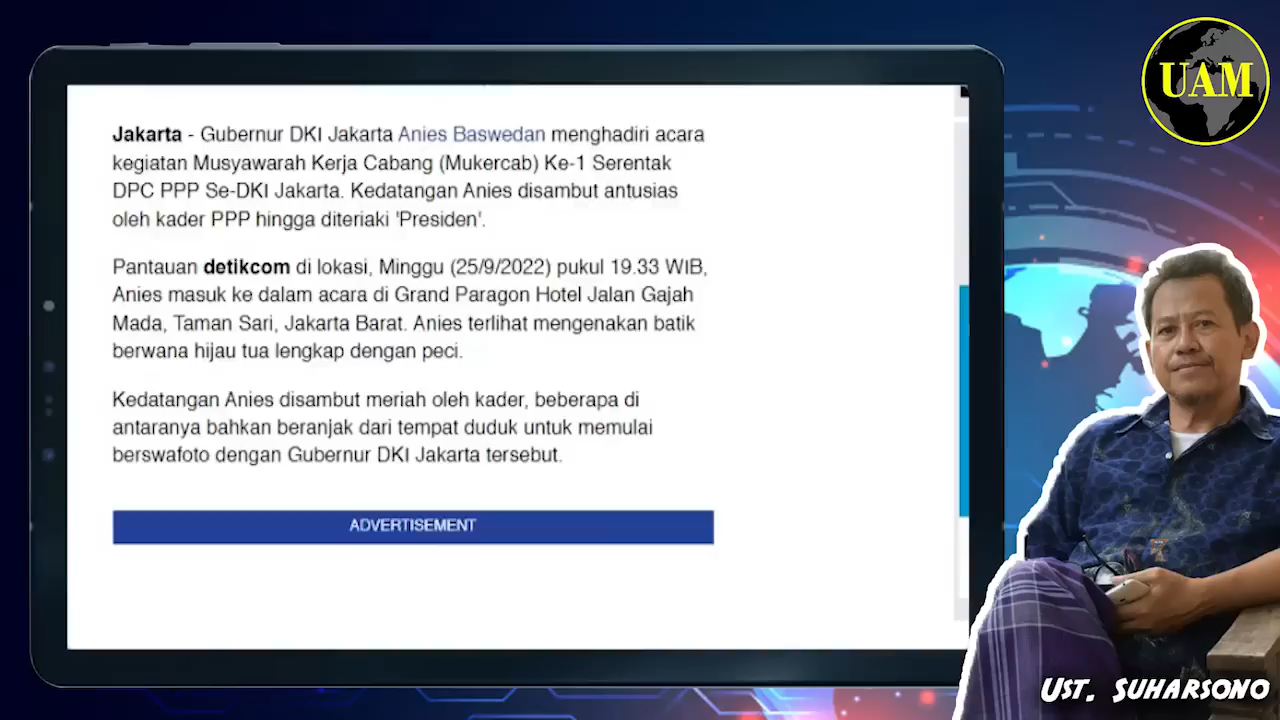 UAM
Jakarta - Gubernur DKI Jakarta Anies Baswedan menghadiri acara
kegiatan Musyawarah Kerja Cabang (Mukercab) Ke-1 Serentak
DPC PPP Se-DKI Jakarta. Kedatangan Anies disambut antusias
oleh kader PPP hingga diteriaki 'Presiden'.
Pantauan detikcom di lokasi, Minggu (25/9/2022) pukul 19.33 WIB,
Anies masuk ke dalam acara di Grand Paragon Hotel Jalan Gajah
Mada, Taman Sari, Jakarta Barat. Anies terlihat mengenakan batik
berwana hijau tua lengkap dengan peci.
Kedatangan Anies disambut meriah oleh kader, beberapa di
antaranya bahkan beranjak dari tempat duduk untuk memulai
berswafoto dengan Gubernur DKI Jakarta tersebut.
ADVERTISEMENT
UST. SUHARSONO